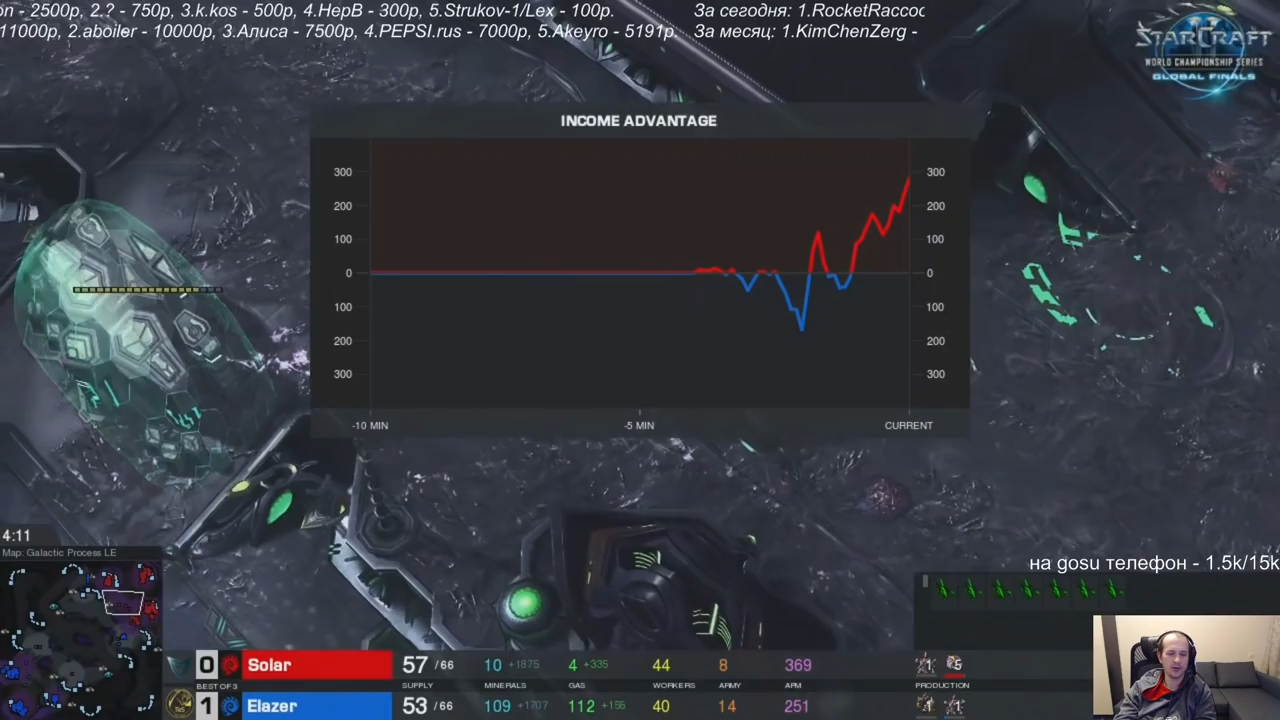 on - 2500р, 2.? - 750р, 3.k.kos - 500р, 4.НерВ - 300р, 5.Strukov-1/Lex - 100р. За сегодня: 1.RocketRaccoo
11000р, 2.aboiler - 10000р, 3.Алиса - 7500р, 4.PEPSI.rus - 7000р, 5.Akeyro - 5191р. За месяц: 1.KimChenZerg -
STARCRAFT II
WORLD CHAMPIONSHIP SERIES
GLOBAL FINALS
INCOME ADVANTAGE
300 300
200 200
100 100
0 0
100 100
200 200
300 300
-10 MIN -5 MIN CURRENT
4:11
Map: Galactic Process LE
на gosu телефон - 1.5k/15k
0 Solar 57 /66 10 +1875 4 +335 44 8 369
BEST OF 3 SUPPLY MINERALS GAS WORKERS ARMY APM PRODUCTION
1 Elazer 53 /66 109 +1707 112 +156 40 14 251